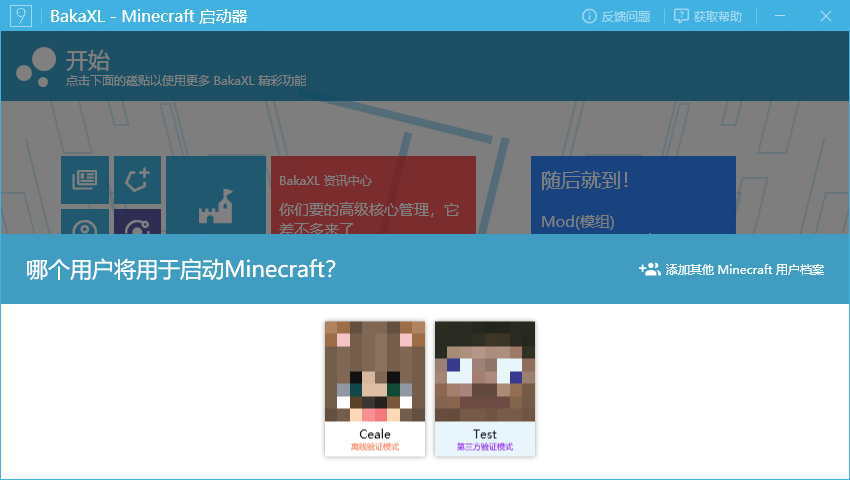 BakaXL - Minecraft 启动器
反馈问题
获取帮助
开始
点击下面的磁贴以使用更多 BakaXL 精彩功能
BakaXL 资讯中心
你们要的高级核心管理，它
差不多来了
随后就到！
Mod(模组)
哪个用户将用于启动Minecraft?
添加其他 Minecraft 用户档案
Ceale
离线验证模式
Test
第三方验证模式